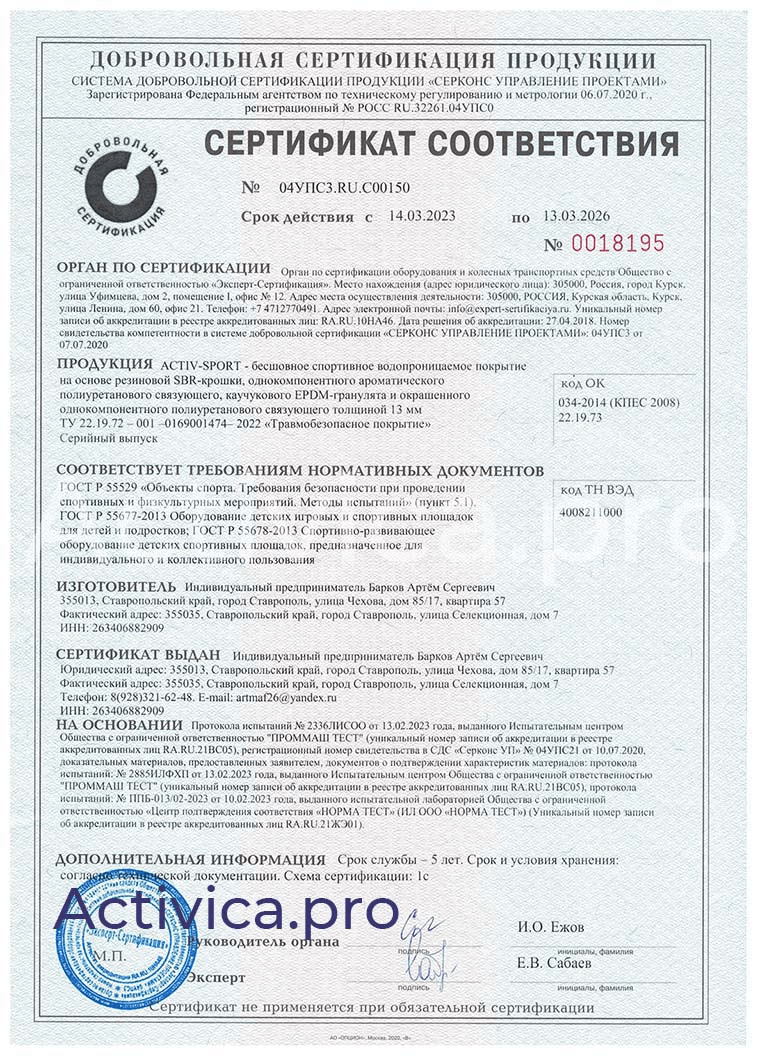 ДОБРОВОЛЬНАЯ СЕРТИФИКАЦИЯ ПРОДУКЦИИ
СИСТЕМА ДОБРОВОЛЬНОЙ СЕРТИФИКАЦИИ ПРОДУКЦИИ «СЕРКОНС УПРАВЛЕНИЕ ПРОЕКТАМИ»
Зарегистрирована Федеральным агентством по техническому регулированию и метрологии 06.07.2020 г.,
регистрационный № РОСС RU.32261.04УПС0
ДОБРОВОЛЬНАЯ
СЕРТИФИКАЦИЯ
СЕРТИФИКАТ СООТВЕТСТВИЯ
№ 04УПС3.RU.C00150
Срок действия с 14.03.2023 по 13.03.2026
№ 0018195
ОРГАН ПО СЕРТИФИКАЦИИ Орган по сертификации оборудования и колесных транспортных средств Общество с
ограниченной ответственностью «Эксперт-Сертификация». Место нахождения (адрес юридического лица): 305000, Россия, город Курск,
улица Уфимцева, дом 2, помещение I, офис № 12. Адрес места осуществления деятельности: 305000, РОССИЯ, Курская область, Курск,
улица Ленина, дом 60, офис 21. Телефон: +7 4712770491. Адрес электронной почты: info@expert-sertifikaciya.ru. Уникальный номер
записи об аккредитации в реестре аккредитованных лиц: RA.RU.10НА46. Дата решения об аккредитации: 27.04.2018. Номер
свидетельства компетентности в системе добровольной сертификации «СЕРКОНС УПРАВЛЕНИЕ ПРОЕКТАМИ»: 04УПС3 от
07.07.2020
ПРОДУКЦИЯ ACTIV-SPORT - бесшовное спортивное водопроницаемое покрытие
на основе резиновой SBR-крошки, однокомпонентного ароматического
полиуретанового связующего, каучукового EPDM-гранулята и окрашенного
однокомпонентного полиуретанового связующего толщиной 13 мм
ТУ 22.19.72 – 001 –0169001474– 2022 «Травмобезопасное покрытие»
Серийный выпуск
код ОК
034-2014 (КПЕС 2008)
22.19.73
СООТВЕТСТВУЕТ ТРЕБОВАНИЯМ НОРМАТИВНЫХ ДОКУМЕНТОВ
ГОСТ Р 55529 «Объекты спорта. Требования безопасности при проведении
спортивных и физкультурных мероприятий. Методы испытаний» (пункт 5.1).
ГОСТ Р 55677-2013 Оборудование детских игровых и спортивных площадок
для детей и подростков; ГОСТ Р 55678-2013 Спортивно-развивающее
оборудование детских спортивных площадок, предназначенное для
индивидуального и коллективного пользования
код ТН ВЭД
4008211000
ИЗГОТОВИТЕЛЬ Индивидуальный предприниматель Барков Артём Сергеевич
355013, Ставропольский край, город Ставрополь, улица Чехова, дом 85/17, квартира 57
Фактический адрес: 355035, Ставропольский край, город Ставрополь, улица Селекционная, дом 7
ИНН: 263406882909
СЕРТИФИКАТ ВЫДАН Индивидуальный предприниматель Барков Артём Сергеевич
Юридический адрес: 355013, Ставропольский край, город Ставрополь, улица Чехова, дом 85/17, квартира 57
Фактический адрес: 355035, Ставропольский край, город Ставрополь, улица Селекционная, дом 7
Телефон: 8(928)321-62-48. E-mail: artmaf26@yandex.ru
ИНН: 263406882909
НА ОСНОВАНИИ Протокола испытаний № 2336ЛИСОО от 13.02.2023 года, выданного Испытательным центром
Общества с ограниченной ответственностью "ПРОММАШ ТЕСТ" (уникальный номер записи об аккредитации в реестре
аккредитованных лиц RA.RU.21ВС05), регистрационный номер свидетельства в СДС «Серконс УП» № 04УПС21 от 10.07.2020,
доказательных материалов, предоставленных заявителем, документов о подтверждении характеристик материалов: протокола
испытаний: № 2885ИЛФХП от 13.02.2023 года, выданного Испытательным центром Общества с ограниченной ответственностью
"ПРОММАШ ТЕСТ" (уникальный номер записи об аккредитации в реестре аккредитованных лиц RA.RU.21ВС05), протокола
испытаний: № ППБ-013/02-2023 от 10.02.2023 года, выданного испытательной лабораторией Общества с ограниченной
ответственностью «Центр подтверждения соответствия «НОРМА ТЕСТ» (ИЛ ООО «НОРМА ТЕСТ») (Уникальный номер записи
об аккредитации в реестре аккредитованных лиц RA.RU.21ЖЭ01).
ДОПОЛНИТЕЛЬНАЯ ИНФОРМАЦИЯ Срок службы – 5 лет. Срок и условия хранения:
согласно технической документации. Схема сертификации: 1с
Activica.pro
«Эксперт-Сертификация»
М.П.
Руководитель органа
подпись
И.О. Ежов
инициалы, фамилия
Эксперт
подпись
Е.В. Сабаев
инициалы, фамилия
Сертификат не применяется при обязательной сертификации
АО «ОПЦИОН», Москва, 2020, «В»